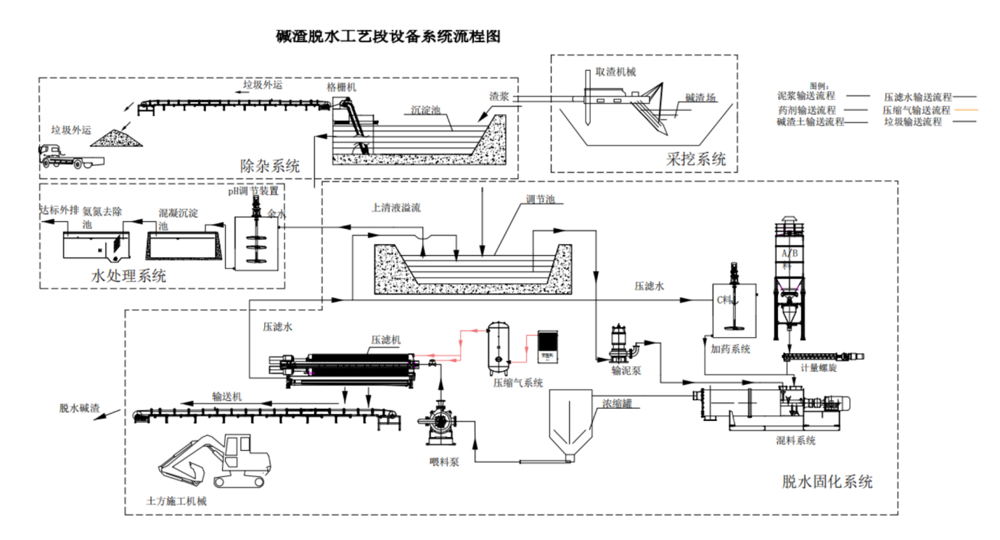 碱渣脱水工艺段设备系统流程图
垃圾外运
格栅机
渣浆
取渣机械
碱渣场
图例：
泥浆输送流程
压滤水输送流程
药剂输送流程
压缩气输送流程
碱渣土输送流程
垃圾输送流程
沉淀池
垃圾外运
除杂系统
采挖系统
pH调节装置
达标外排
氨氮去除
池
混凝沉淀
池
余水
上清液溢流
调节池
水处理系统
A/B
料
压滤水
C料
压滤水
压滤机
加药系统
计量螺旋
压缩气系统
输泥泵
输送机
脱水碱渣
浓缩罐
混料系统
喂料泵
脱水固化系统
土方施工机械